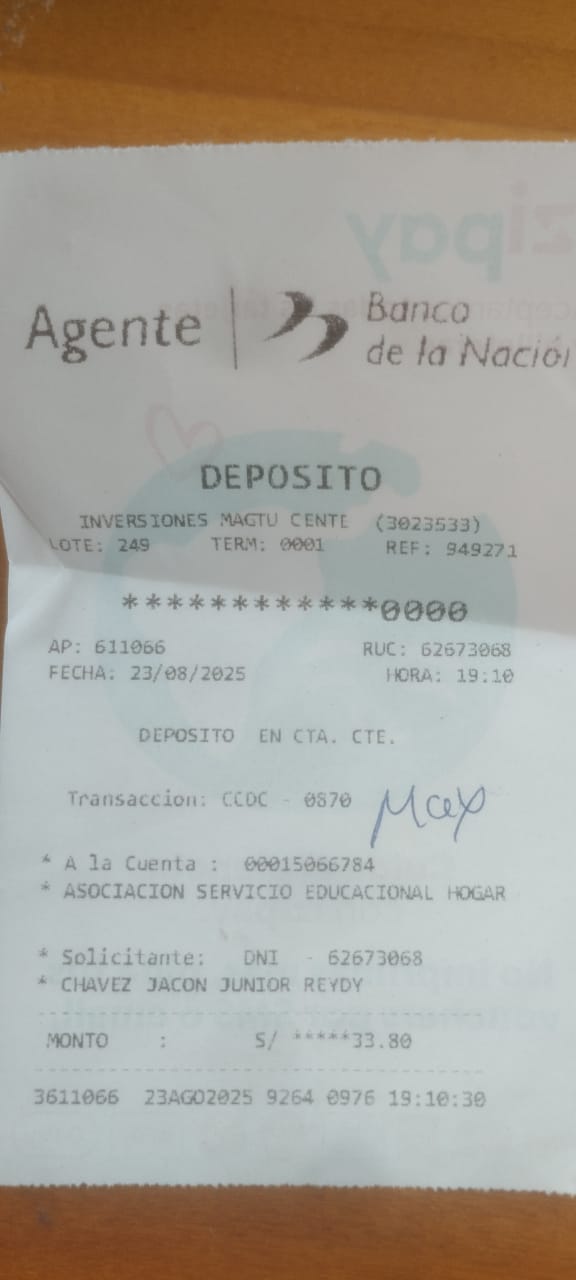 Agente | Banco
de la Nación
DEPOSITO
INVERSIONES MAGTU CENTE (3023533)
LOTE: 249 TERM: 0001 REF: 949271
************0000
AP: 611066 RUC: 62673068
FECHA: 23/08/2025 HORA: 19:10
DEPOSITO EN CTA. CTE.
Transaccion: CCDC - 0870 Max
* A la Cuenta : 00015066784
* ASOCIACION SERVICIO EDUCACIONAL HOGAR
* Solicitante: DNI - 62673068
* CHAVEZ JACON JUNIOR REYDY
MONTO : S/ *****33.80
3611066 23AGO2025 9264 0976 19:10:30